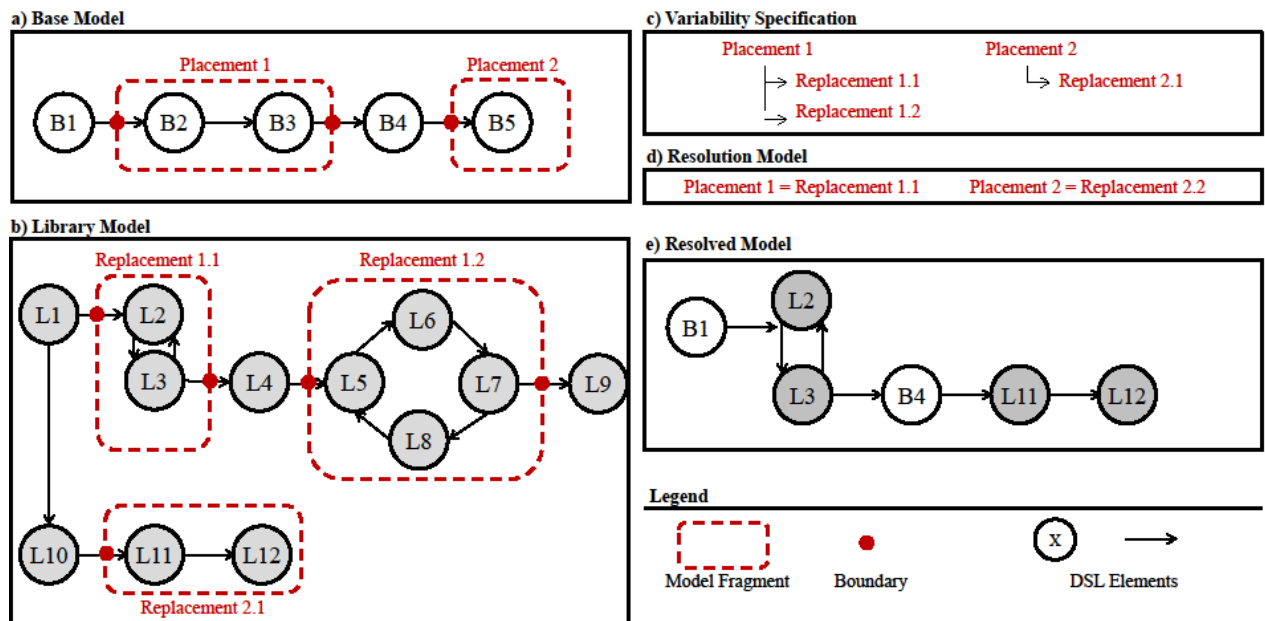 a) Base Model
Placement 1
Placement 2
B1
B2
B3
B4
B5
b) Library Model
Replacement 1.1
Replacement 1.2
L1
L2
L6
L3
L4
L5
L7
L9
L8
L10
L11
L12
Replacement 2.1
c) Variability Specification
Placement 1
Placement 2
Replacement 1.1
Replacement 2.1
Replacement 1.2
d) Resolution Model
Placement 1 = Replacement 1.1
Placement 2 = Replacement 2.2
e) Resolved Model
L2
B1
L3
B4
L11
L12
Legend
X
Model Fragment
Boundary
DSL Elements